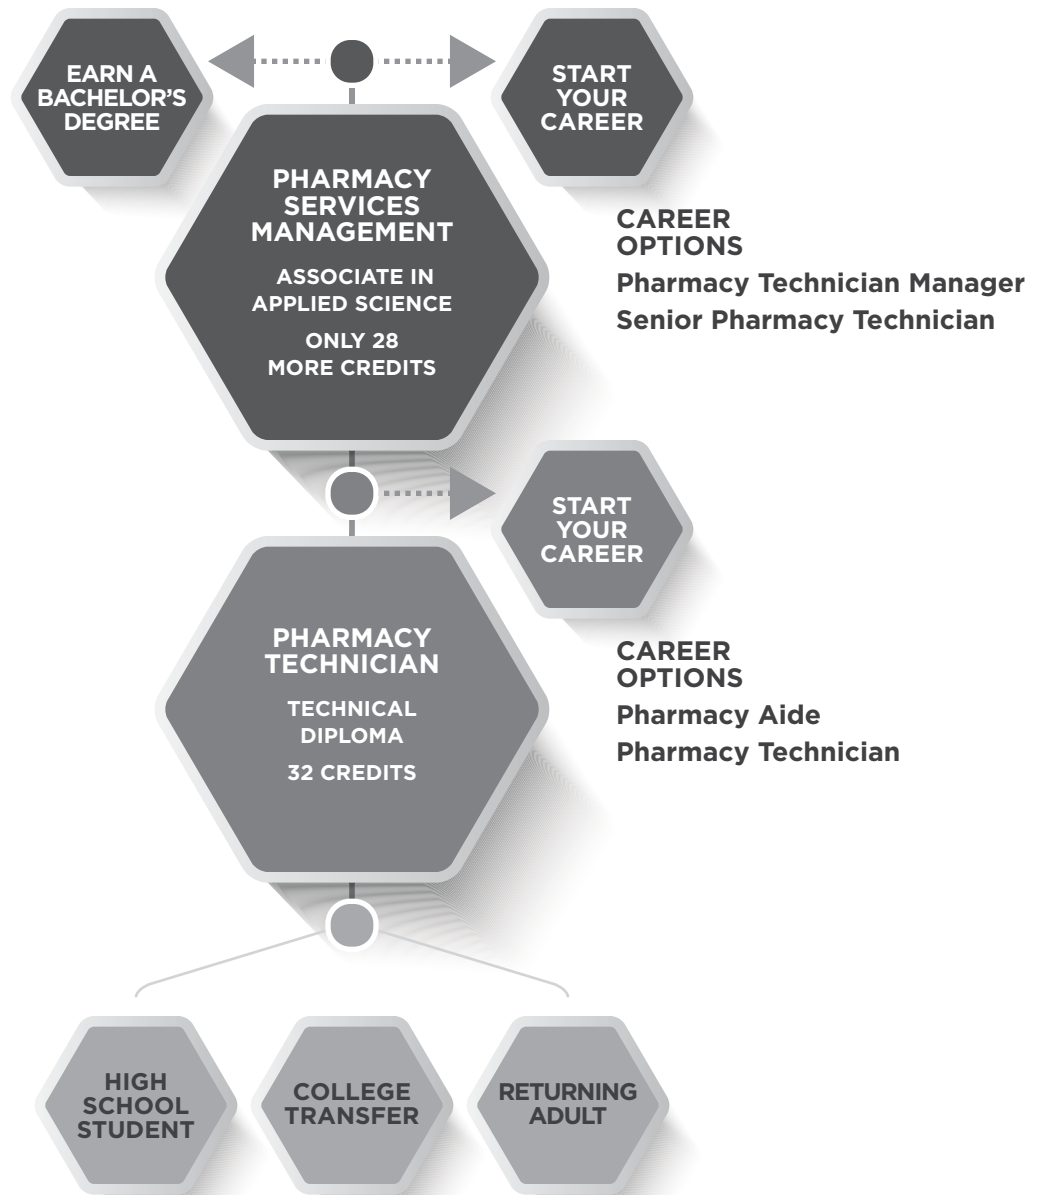 EARN A
BACHELOR'S
DEGREE
START
YOUR
CAREER
PHARMACY
SERVICES
MANAGEMENT
ASSOCIATE IN
APPLIED SCIENCE
ONLY 28
MORE CREDITS
CAREER
OPTIONS
Pharmacy Technician Manager
Senior Pharmacy Technician
START
YOUR
CAREER
PHARMACY
TECHNICIAN
TECHNICAL
DIPLOMA
32 CREDITS
CAREER
OPTIONS
Pharmacy Aide
Pharmacy Technician
HIGH
SCHOOL
STUDENT
COLLEGE
TRANSFER
RETURNING
ADULT